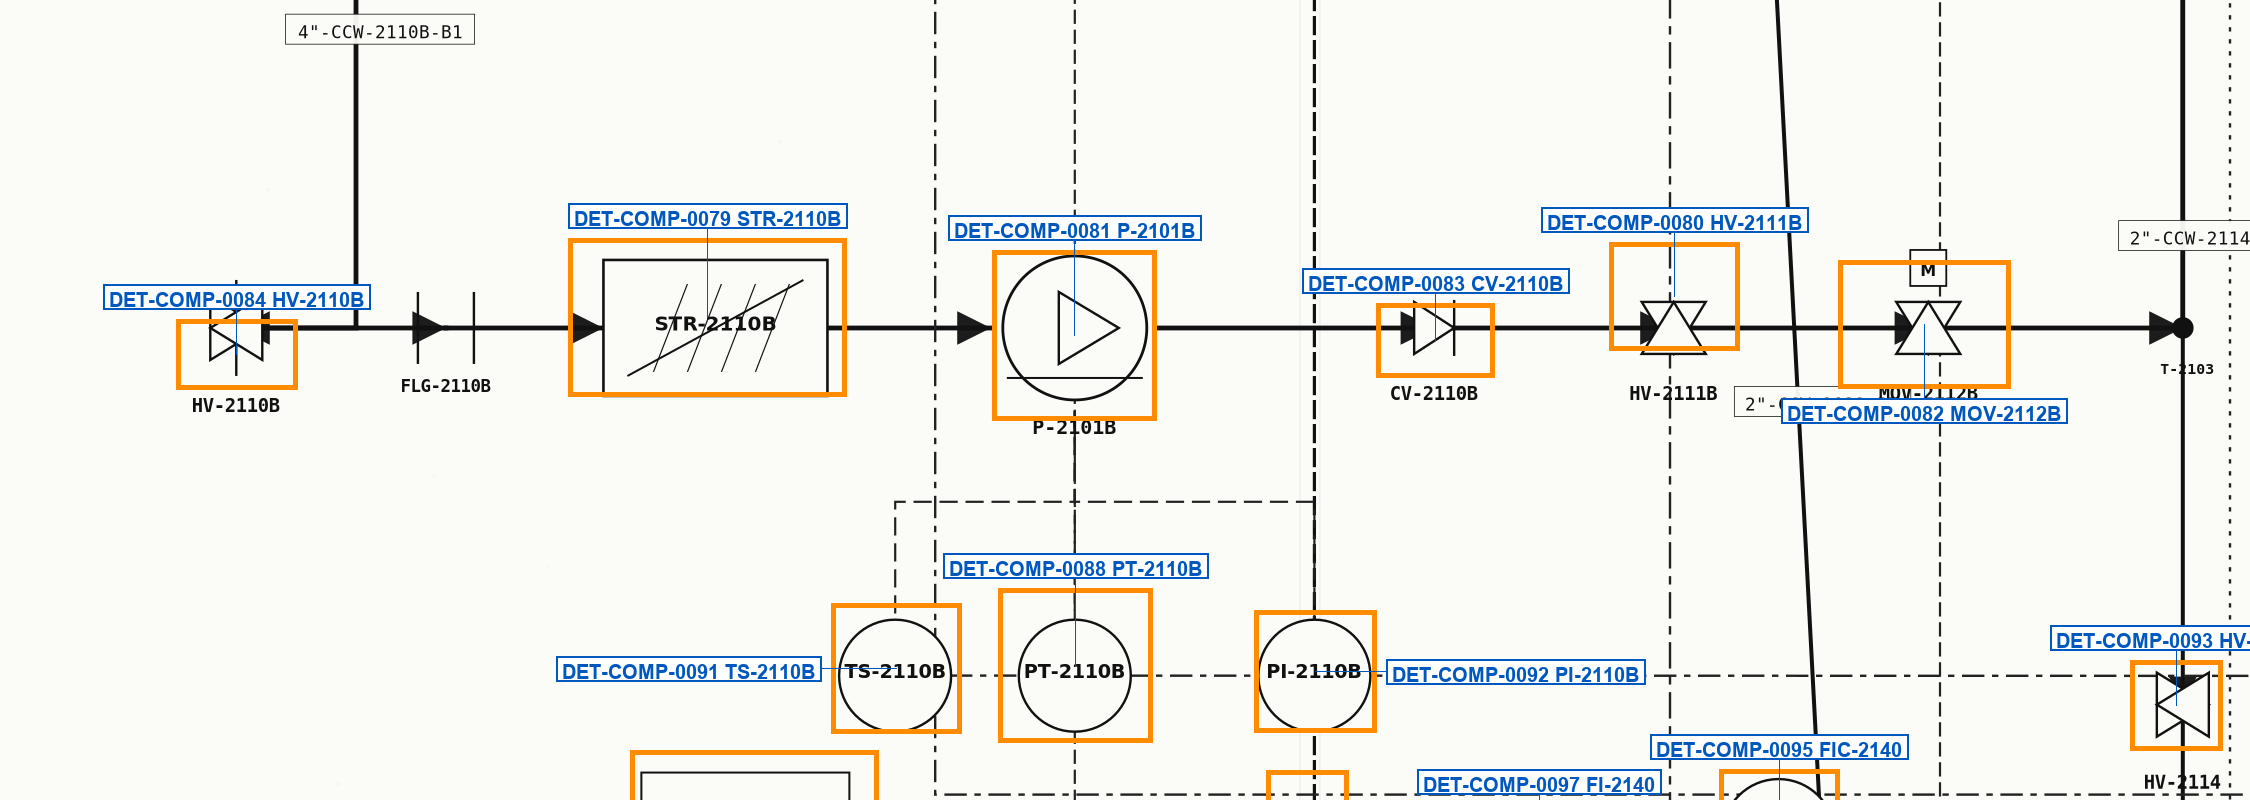 4"-CCW-2110B-B1
DET-COMP-0079 STR-2110B
DET-COMP-0081 P-2101B
DET-COMP-0080 HV-2111B
2"-CCW-2114
DET-COMP-0084 HV-2110B
DET-COMP-0083 CV-2110B
M
STR-2110B
T-2103
FLG-2110B
HV-2110B
CV-2110B
HV-2111B
MOV-2112B
2"-
DET-COMP-0082 MOV-2112B
P-2101B
DET-COMP-0088 PT-2110B
DET-COMP-0093 HV-
DET-COMP-0091 TS-2110B
TS-2110B
PT-2110B
PI-2110B
DET-COMP-0092 PI-2110B
DET-COMP-0095 FIC-2140
DET-COMP-0097 FI-2140
HV-2114